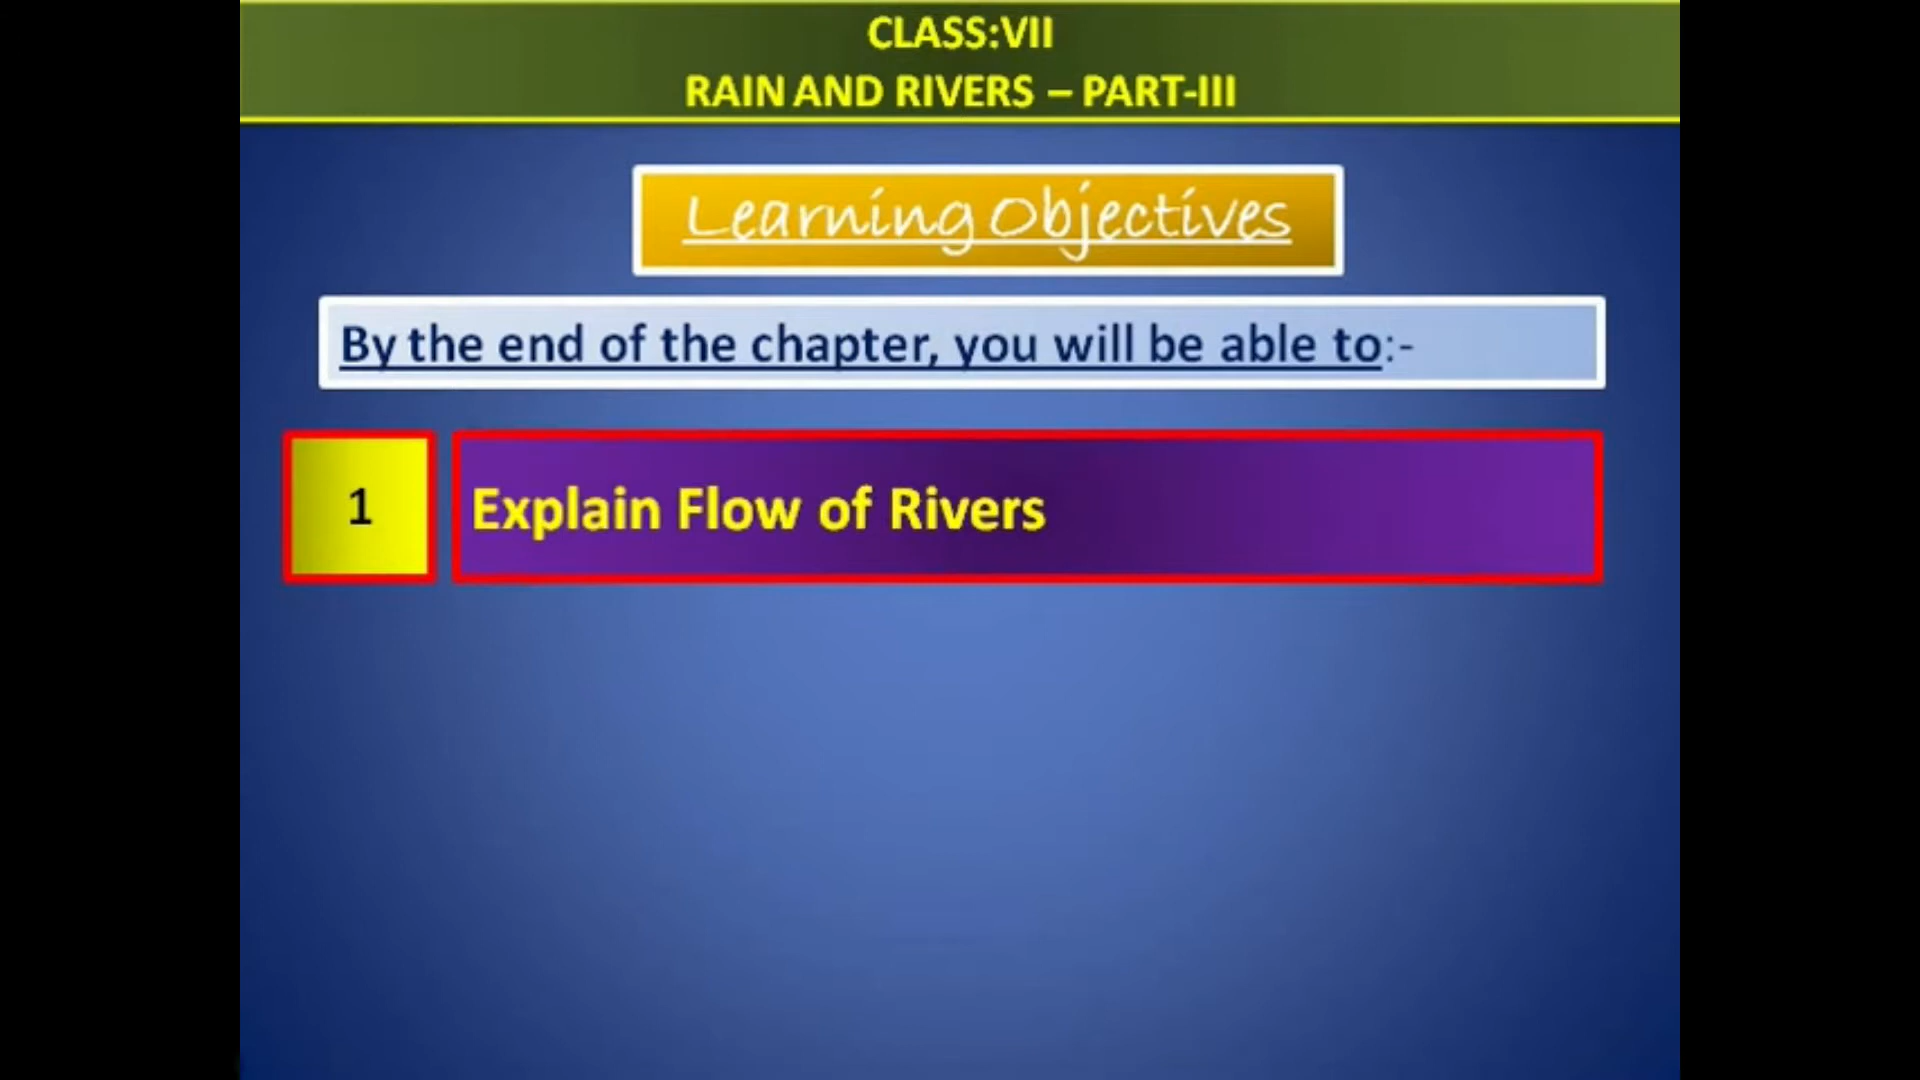 CLASS:VII
RAIN AND RIVERS – PART-III
Learning Objectives
By the end of the chapter, you will be able to:-
1
Explain Flow of Rivers